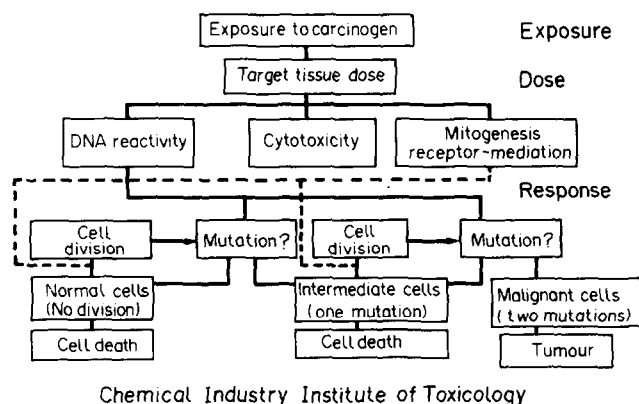 Exposure to carcinogen
Exposure
Target tissue dose
Dose
DNA reactivity
Cytotoxicity
Mitogenesis
receptor-mediation
Response
Cell
division
Mutation?
Cell
division
Mutation?
Normal cells
(No division)
Intermediate cells
(one mutation)
Malignant cells
(two mutations)
Cell death
Cell death
Tumour
Chemical Industry Institute of Toxicology